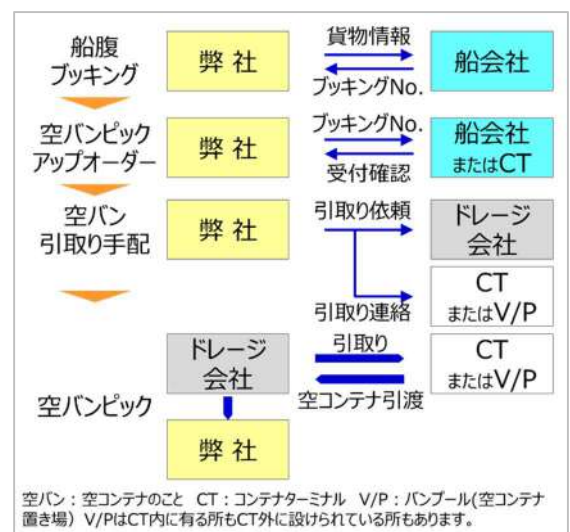 船腹
ブッキング
弊 社
貨物情報
ブッキングNo.
船会社
空バンピック
アップオーダー
弊 社
ブッキングNo.
受付確認
船会社
またはCT
空バン
引取り手配
弊 社
引取り依頼
ドレージ
会社
引取り連絡
CT
またはV/P
空バンピック
ドレージ
会社
引取り
空コンテナ引渡
CT
またはV/P
弊 社
空バン：空コンテナのこと CT：コンテナターミナル V/P：バンプール(空コンテナ
置き場) V/PはCT内に有る所もCT外に設けられている所もあります。